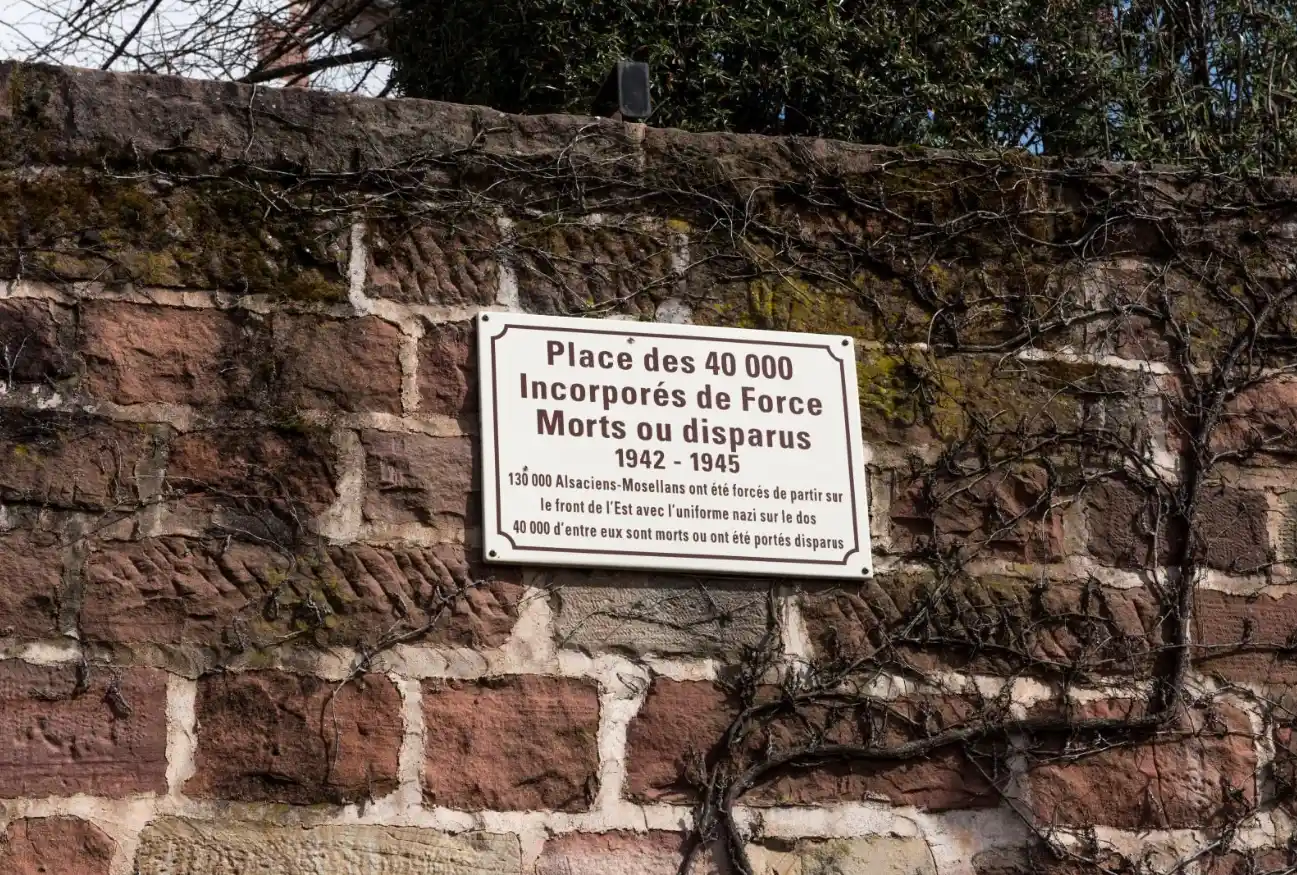 Place des 40 000
Incorporés de Force
Morts ou disparus
1942 - 1945
130 000 Alsaciens-Mosellans ont été forcés de partir sur
le front de l'Est avec l'uniforme nazi sur le dos
40 000 d'entre eux sont morts ou ont été portés disparus